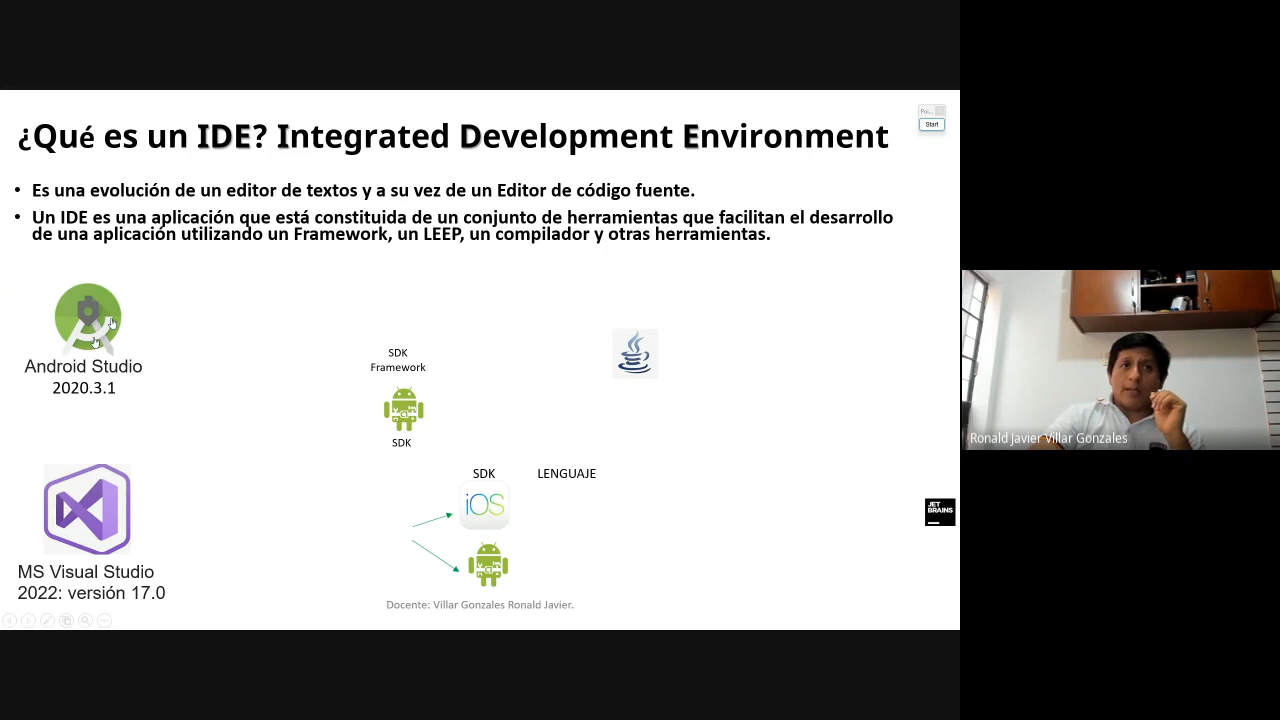 ¿Qué es un IDE? Integrated Development Environment
• Es una evolución de un editor de textos y a su vez de un Editor de código fuente.
• Un IDE es una aplicación que está constituida de un conjunto de herramientas que facilitan el desarrollo
de una aplicación utilizando un Framework, un LEEP, un compilador y otras herramientas.
Start
Android Studio
2020.3.1
SDK
Framework
SDK
SDK
LENGUAJE
iOS
JET
BRAINS
MS Visual Studio
2022: versión 17.0
Docente: Villar Gonzales Ronald Javier.
Ronald Javier Villar Gonzales